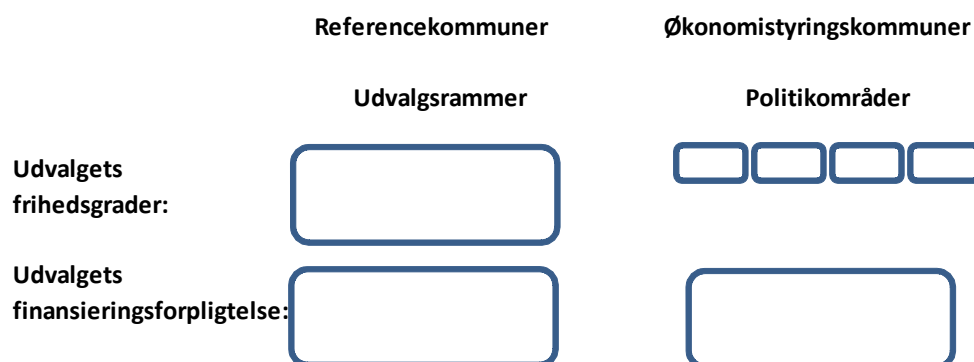 Referencekommuner Økonomistyringskommuner
Udvalgsrammer Politikområder
Udvalgets
frihedsgrader:
Udvalgets
finansieringsforpligtelse: